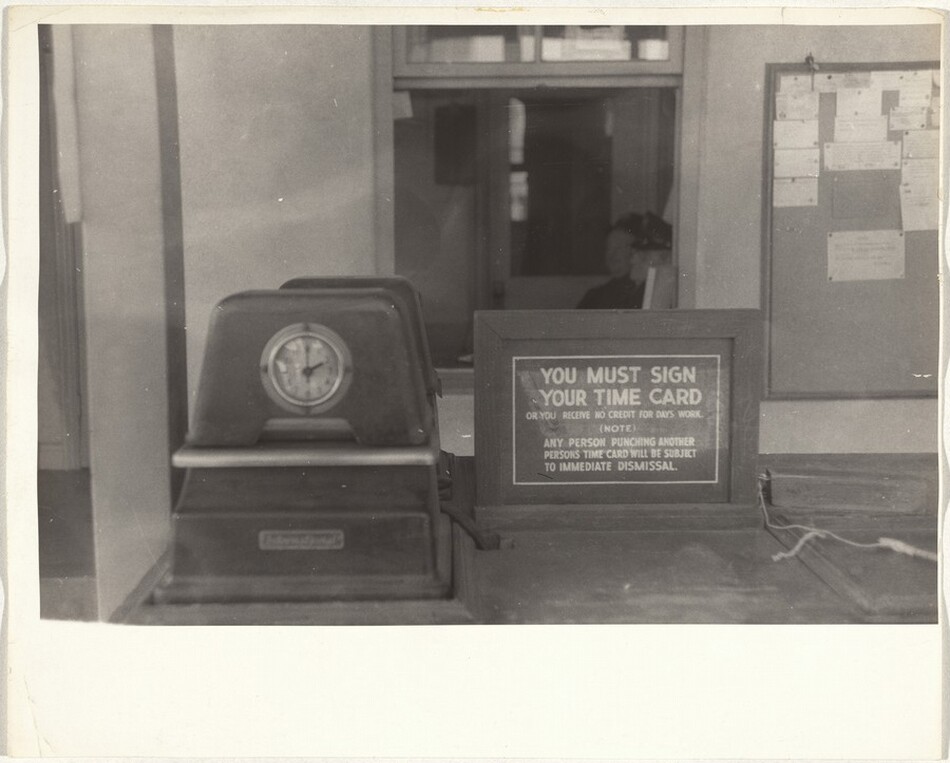 International
YOU MUST SIGN
YOUR TIME CARD
OR YOU RECEIVE NO CREDIT FOR DAYS WORK.
(NOTE)
ANY PERSON PUNCHING ANOTHER
PERSONS TIME CARD WILL BE SUBJECT
TO IMMEDIATE DISMISSAL.